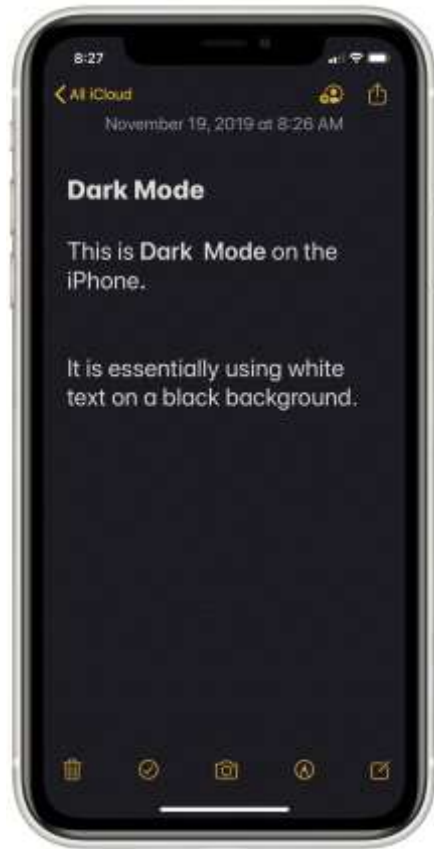 8:27
All iCloud
November 19, 2019 at 8:26 AM
Dark Mode
This is Dark Mode on the
iPhone.
It is essentially using white
text on a black background.